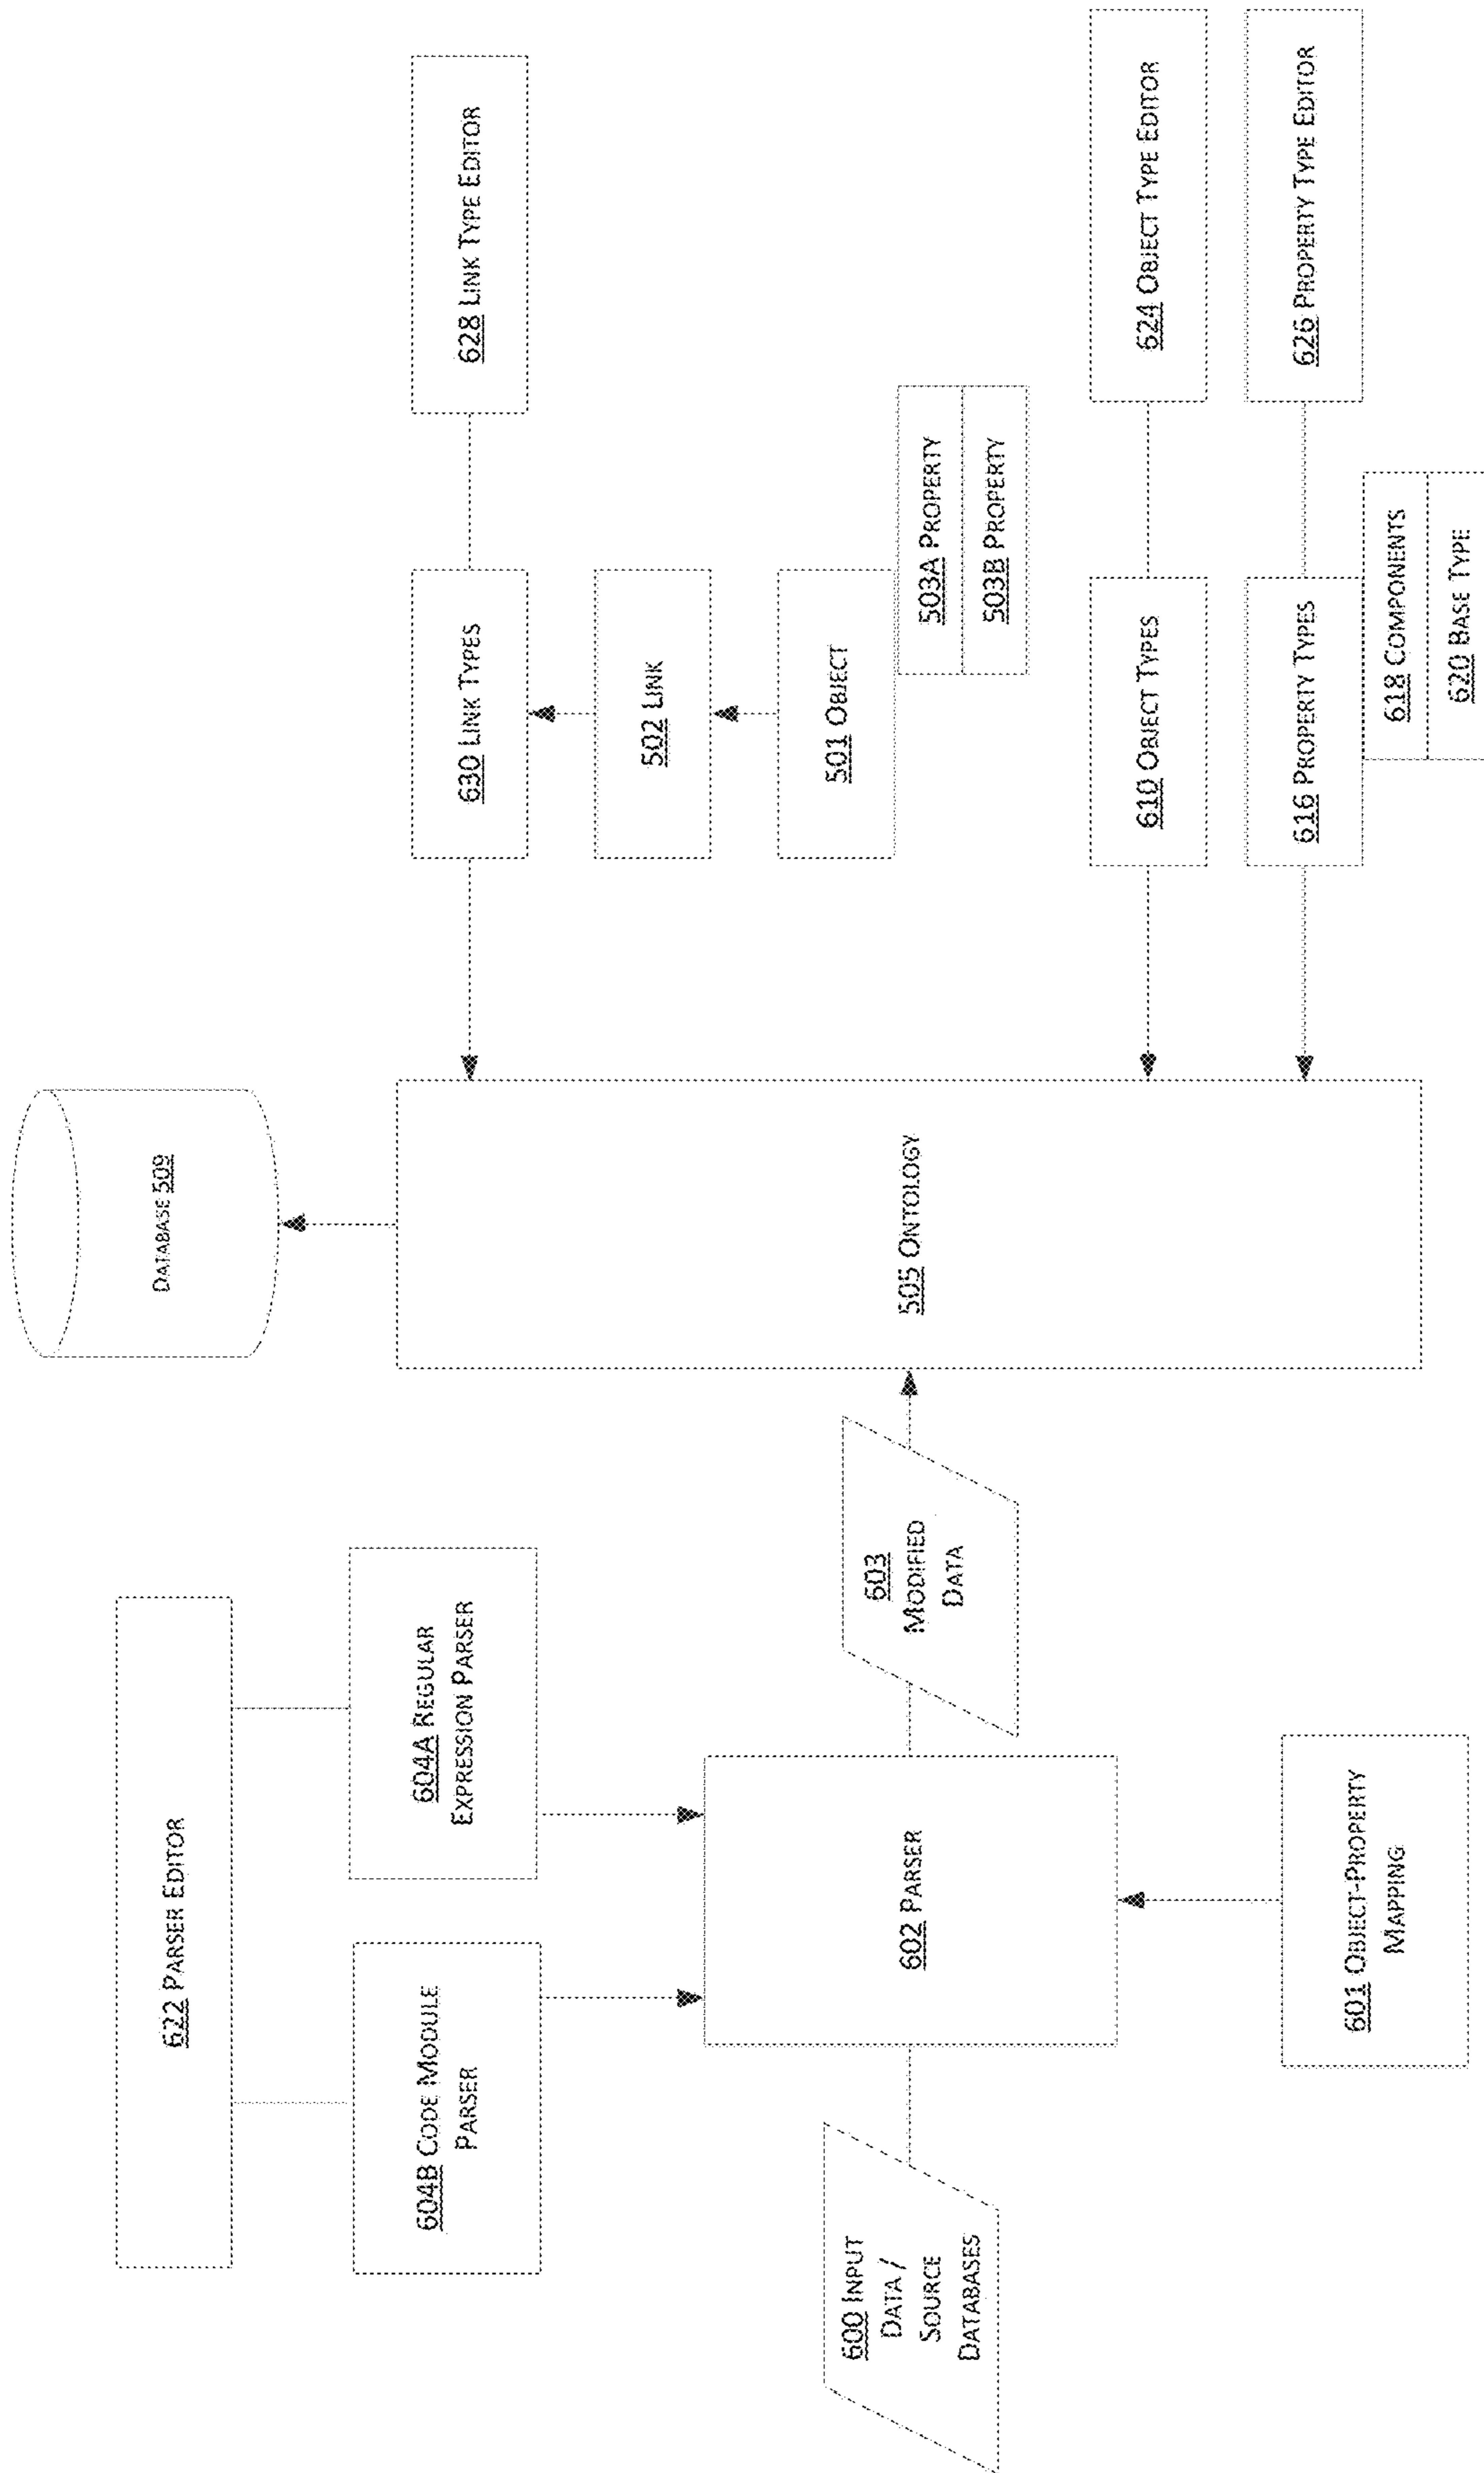 622 PARSER EDITOR
604B CODE MODULE
PARSER
604A REGULAR
EXPRESSION PARSER
600 INPUT
DATA /
SOURCE
DATABASES
602 PARSER
603
MODIFIED
DATA
601 OBJECT-PROPERTY
MAPPING
DATABASE 509
505 ONTOLOGY
630 LINK TYPES
628 LINK TYPE EDITOR
502 LINK
501 OBJECT
503A PROPERTY
503B PROPERTY
610 OBJECT TYPES
624 OBJECT TYPE EDITOR
616 PROPERTY TYPES
626 PROPERTY TYPE EDITOR
618 COMPONENTS
620 BASE TYPE